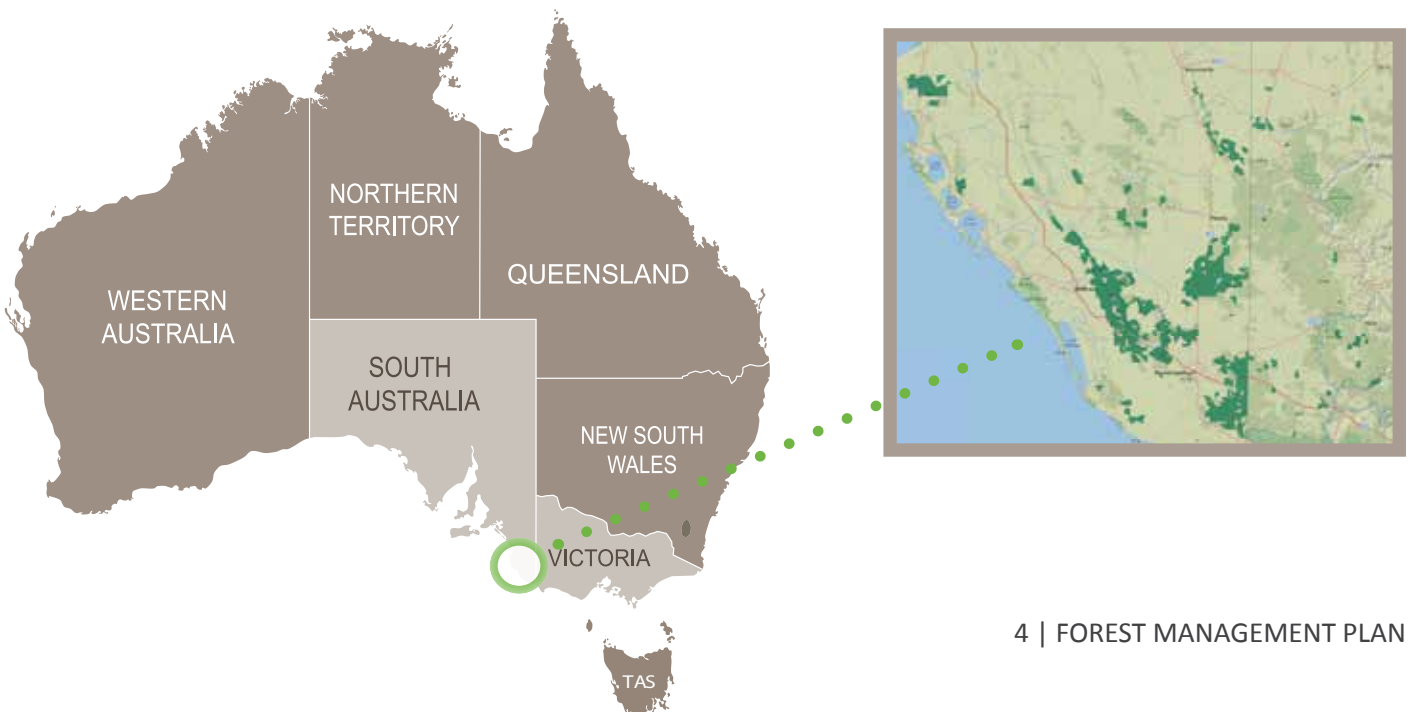 NORTHERN
TERRITORY
QUEENSLAND
WESTERN
AUSTRALIA
SOUTH
AUSTRALIA
NEW SOUTH
WALES
VICTORIA
TAS
4 | FOREST MANAGEMENT PLAN